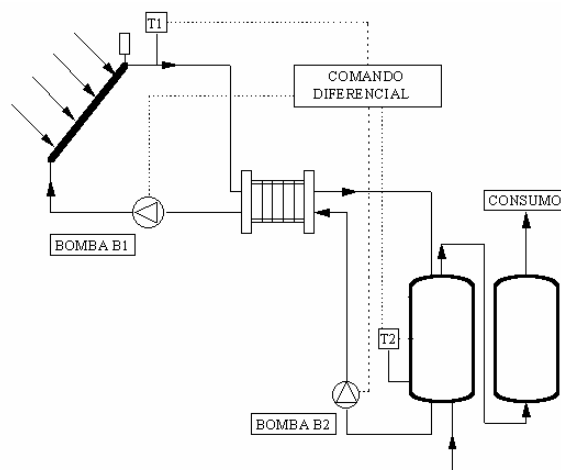 T1
COMANDO
DIFERENCIAL
CONSUMO
BOMBA B1
T2
BOMBA B2